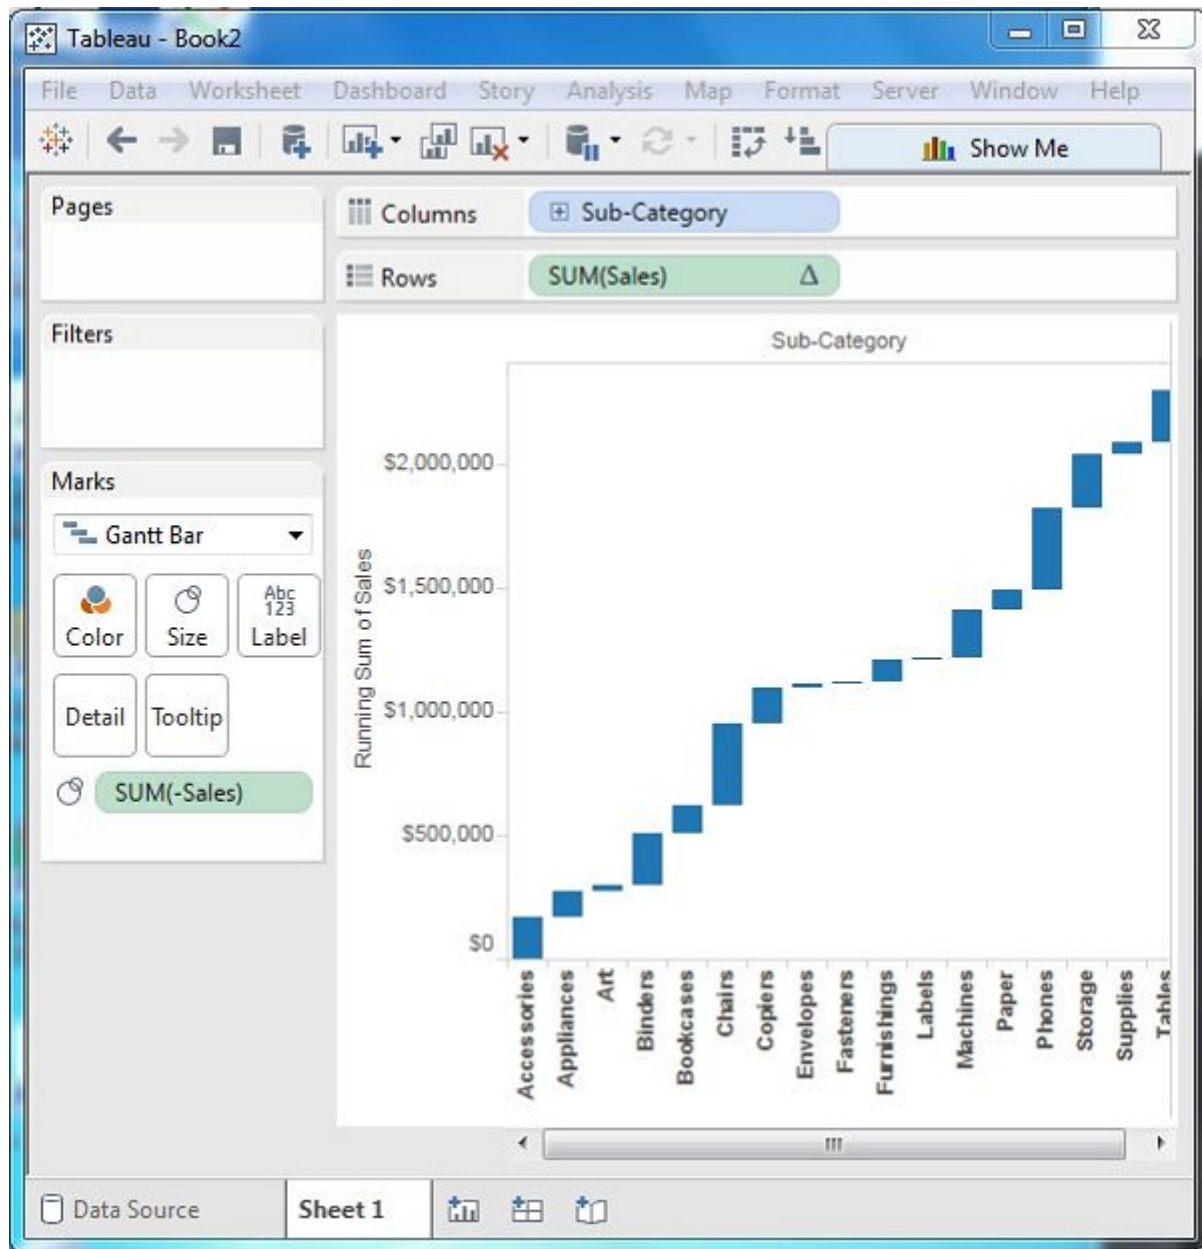 Tableau - Book2
File Data Worksheet Dashboard Story Analysis Map Format Server Window Help
Show Me
Pages
Columns
Sub-Category
Rows
SUM(Sales) Δ
Filters
Marks
Gantt Bar
Color
Size
Abc
123
Label
Detail
Tooltip
SUM(-Sales)
Sub-Category
Running Sum of Sales
$2,000,000
$1,500,000
$1,000,000
$500,000
$0
Accessories
Appliances
Art
Binders
Bookcases
Chairs
Copiers
Envelopes
Fasteners
Furnishings
Labels
Machines
Paper
Phones
Storage
Supplies
Tables
Data Source
Sheet 1